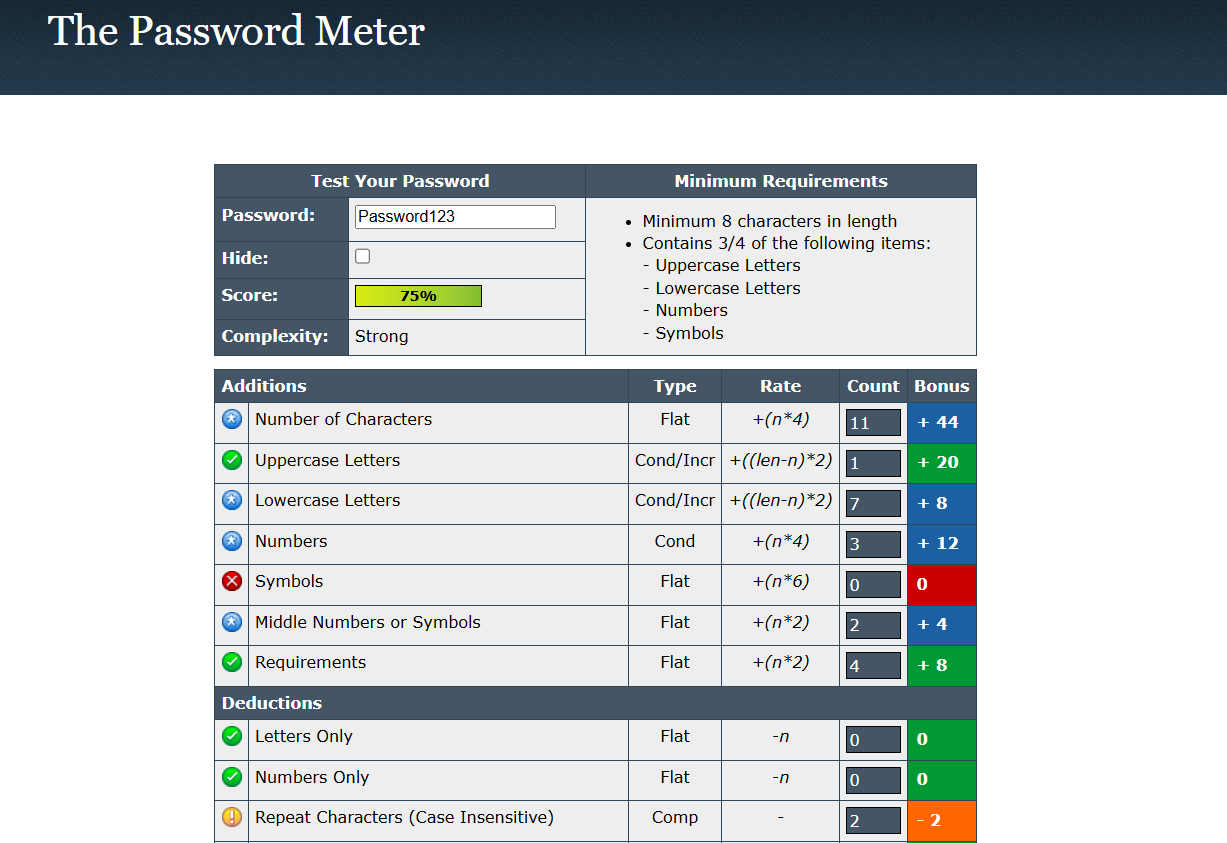 The Password Meter
Test Your Password Minimum Requirements
Password: Password123
Hide:
Score: 75%
Complexity: Strong
• Minimum 8 characters in length
• Contains 3/4 of the following items:
- Uppercase Letters
- Lowercase Letters
- Numbers
- Symbols
Additions Type Rate Count Bonus
Number of Characters Flat +(n*4) 11 + 44
Uppercase Letters Cond/Incr +((len-n)*2) 1 + 20
Lowercase Letters Cond/Incr +((len-n)*2) 7 + 8
Numbers Cond +(n*4) 3 + 12
Symbols Flat +(n*6) 0 0
Middle Numbers or Symbols Flat +(n*2) 2 + 4
Requirements Flat +(n*2) 4 + 8
Deductions
Letters Only Flat -n 0 0
Numbers Only Flat -n 0 0
Repeat Characters (Case Insensitive) Comp - 2 - 2